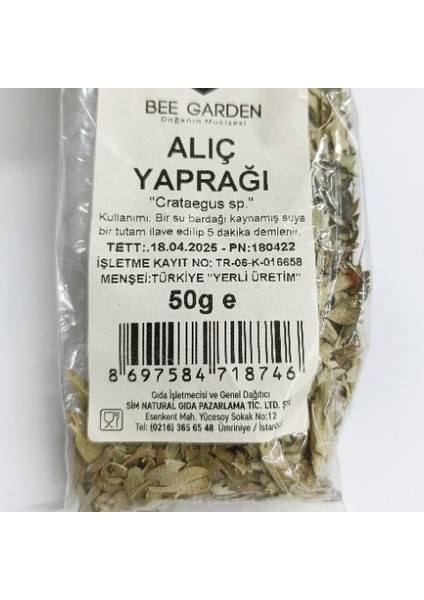 BEE GARDEN
Doğanın Mucizesi
ALIÇ
YAPRAĞI
"Crataegus sp."
Kullanımı: Bir su bardağı kaynamış suya
bir tutam ilave edilip 5 dakika demlenir.
TETT:.18.04.2025 - PN:180422
İŞLETME KAYIT NO: TR-06-K-016658
MENŞEİ:TÜRKİYE "YERLİ ÜRETİM"
50g e
8 697584 718746
Gıda İşletmecisi ve Genel Dağıtıcı
SİM NATURAL GIDA PAZARLAMA TİC. LTD.
Esenkent Mah. Yücesoy Sokak No:12
Tel: (0216) 365 65 48 Ümriniye / İstanbul